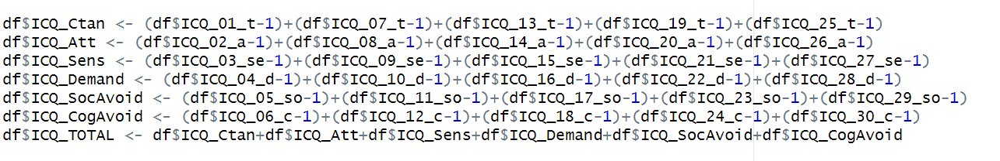 df$ICQ_Ctan <- (df$ICQ_01_t-1)+(df$ICQ_07_t-1)+(df$ICQ_13_t-1)+(df$ICQ_19_t-1)+(df$ICQ_25_t-1)
df$ICQ_Att <- (df$ICQ_02_a-1)+(df$ICQ_08_a-1)+(df$ICQ_14_a-1)+(df$ICQ_20_a-1)+(df$ICQ_26_a-1)
df$ICQ_Sens <- (df$ICQ_03_se-1)+(df$ICQ_09_se-1)+(df$ICQ_15_se-1)+(df$ICQ_21_se-1)+(df$ICQ_27_se-1)
df$ICQ_Demand <- (df$ICQ_04_d-1)+(df$ICQ_10_d-1)+(df$ICQ_16_d-1)+(df$ICQ_22_d-1)+(df$ICQ_28_d-1)
df$ICQ_SocAvoid <- (df$ICQ_05_so-1)+(df$ICQ_11_so-1)+(df$ICQ_17_so-1)+(df$ICQ_23_so-1)+(df$ICQ_29_so-1)
df$ICQ_CogAvoid <- (df$ICQ_06_c-1)+(df$ICQ_12_c-1)+(df$ICQ_18_c-1)+(df$ICQ_24_c-1)+(df$ICQ_30_c-1)
df$ICQ_TOTAL <- df$ICQ_Ctan+df$ICQ_Att+df$ICQ_Sens+df$ICQ_Demand+df$ICQ_SocAvoid+df$ICQ_CogAvoid